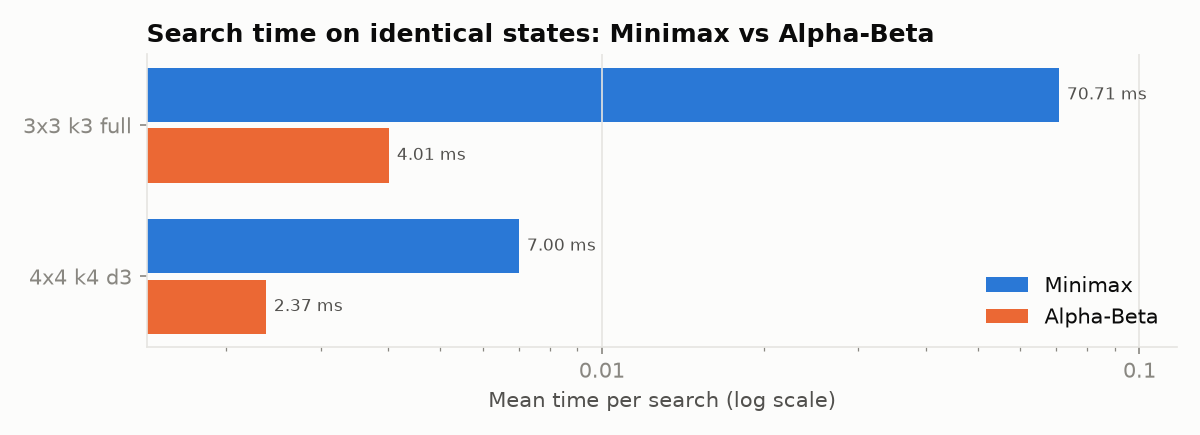 Search time on identical states: Minimax vs Alpha-Beta
3x3 k3 full
70.71 ms
4.01 ms
4x4 k4 d3
7.00 ms
2.37 ms
Minimax
Alpha-Beta
0.01
0.1
Mean time per search (log scale)